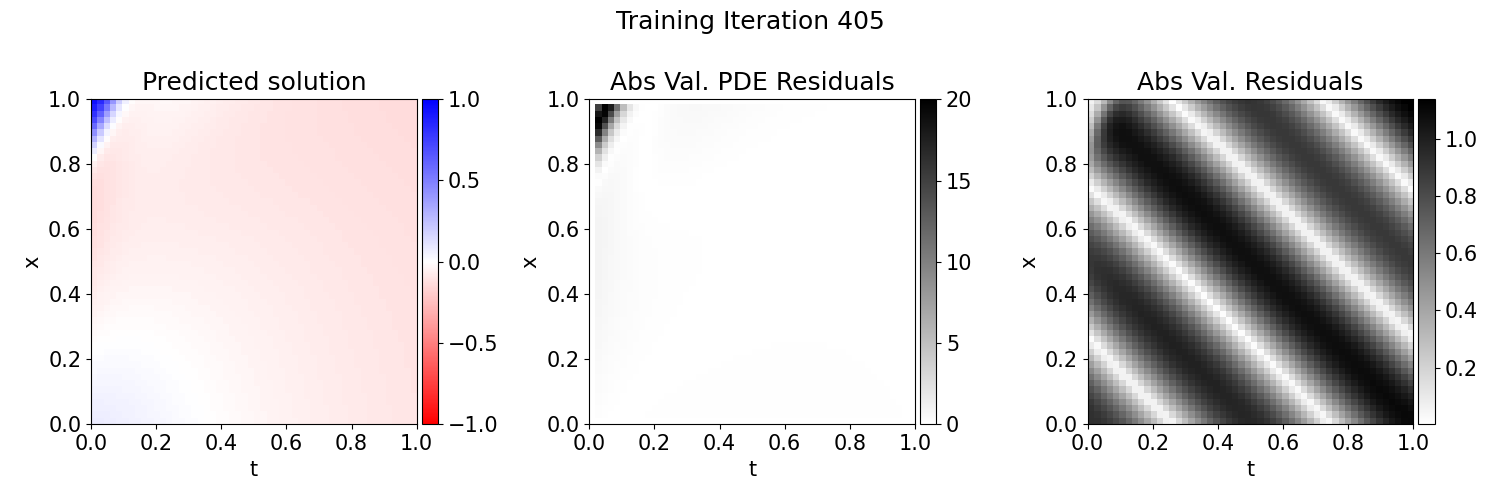 Training Iteration 405
Predicted solution
1.0
0.8
0.6
0.4
0.2
0.0
x
0.0 0.2 0.4 0.6 0.8 1.0
t
1.0
0.5
0.0
−0.5
−1.0
Abs Val. PDE Residuals
1.0
0.8
0.6
0.4
0.2
0.0
x
0.0 0.2 0.4 0.6 0.8 1.0
t
20
15
10
5
0
Abs Val. Residuals
1.0
0.8
0.6
0.4
0.2
0.0
x
0.0 0.2 0.4 0.6 0.8 1.0
t
1.0
0.8
0.6
0.4
0.2